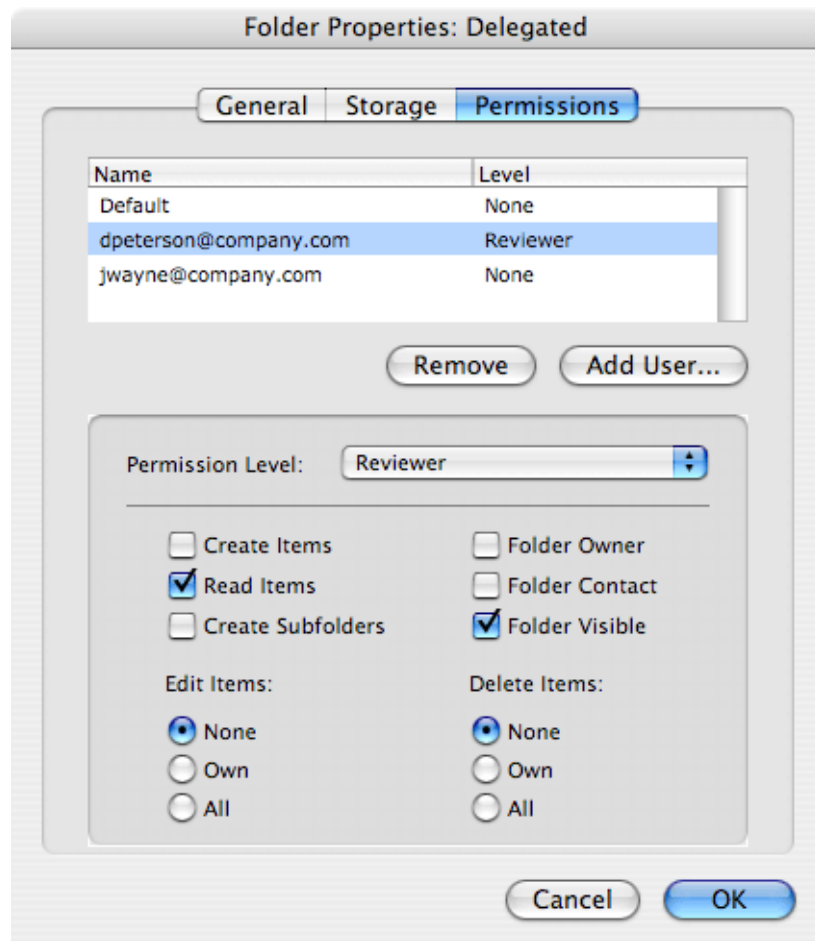 Folder Properties: Delegated
General Storage Permissions
Name Level
Default None
dpeterson@company.com Reviewer
jwayne@company.com None
Remove Add User...
Permission Level: Reviewer
Create Items Folder Owner
Read Items Folder Contact
Create Subfolders Folder Visible
Edit Items: Delete Items:
None None
Own Own
All All
Cancel OK